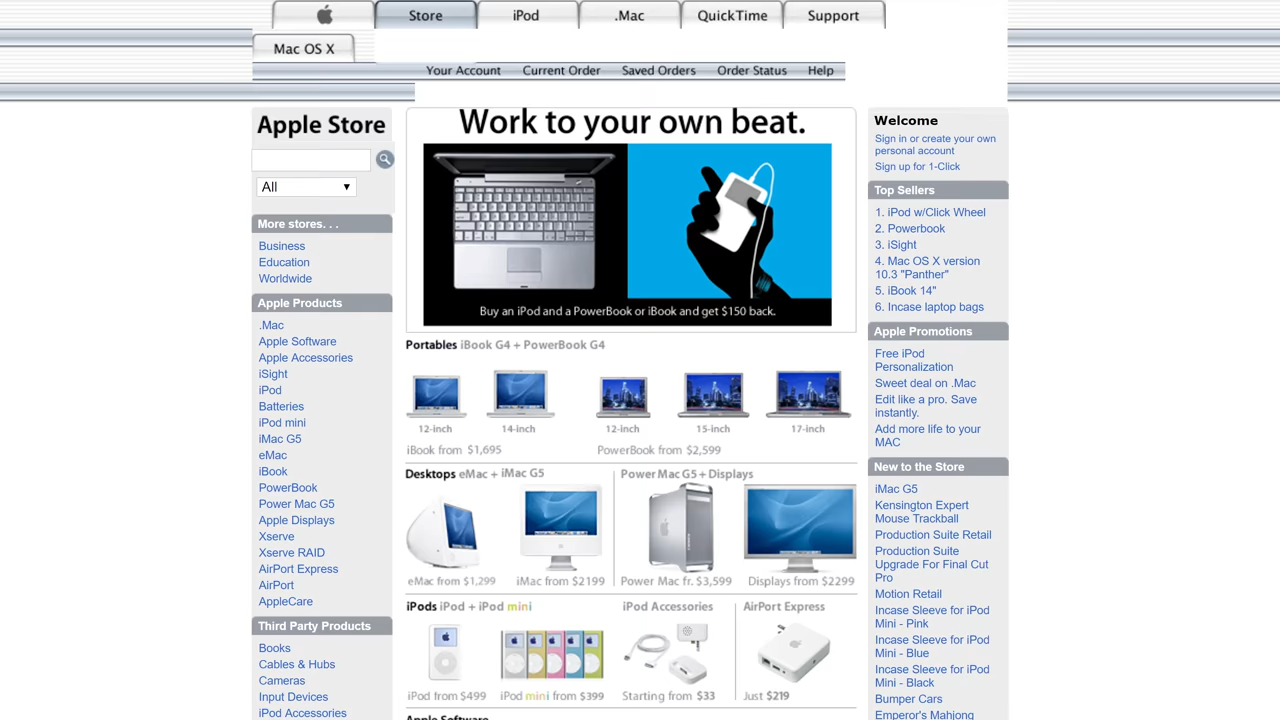 Store
iPod
.Mac
QuickTime
Support
Mac OS X
Your Account
Current Order
Saved Orders
Order Status
Help
Apple Store
All
More stores. . .
Business
Education
Worldwide
Apple Products
.Mac
Apple Software
Apple Accessories
iSight
iPod
Batteries
iPod mini
iMac G5
eMac
iBook
PowerBook
Power Mac G5
Apple Displays
Xserve
Xserve RAID
AirPort Express
AirPort
AppleCare
Third Party Products
Books
Cables & Hubs
Cameras
Input Devices
iPod Accessories
Work to your own beat.
Buy an iPod and a PowerBook or iBook and get $150 back.
Portables iBook G4 + PowerBook G4
12-inch
14-inch
12-inch
15-inch
17-inch
iBook from $1,695
PowerBook from $2,599
Desktops eMac + iMac G5
Power Mac G5 + Displays
eMac from $1,299
iMac from $2199
Power Mac fr. $3,599
Displays from $2299
iPods iPod + iPod mini
iPod Accessories
AirPort Express
iPod from $499
iPod mini from $399
Starting from $33
Just $219
Apple Software
Welcome
Sign in or create your own
personal account
Sign up for 1-Click
Top Sellers
1. iPod w/Click Wheel
2. Powerbook
3. iSight
4. Mac OS X version
10.3 "Panther"
5. iBook 14"
6. Incase laptop bags
Apple Promotions
Free iPod
Personalization
Sweet deal on .Mac
Edit like a pro. Save
instantly.
Add more life to your
MAC
New to the Store
iMac G5
Kensington Expert
Mouse Trackball
Production Suite Retail
Production Suite
Upgrade For Final Cut
Pro
Motion Retail
Incase Sleeve for iPod
Mini - Pink
Incase Sleeve for iPod
Mini - Blue
Incase Sleeve for iPod
Mini - Black
Bumper Cars
Emperor's Mahjong